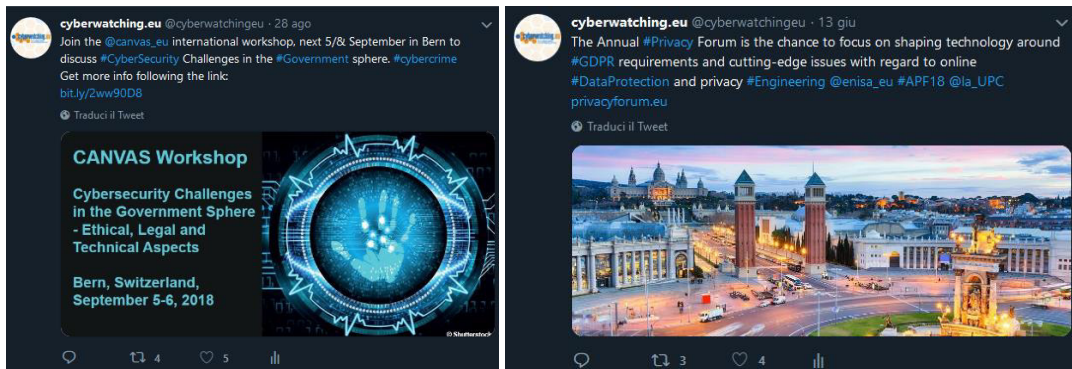 cyberwatching.eu @cyberwatchingeu · 28 ago
Join the @canvas_eu international workshop, next 5/& September in Bern to
discuss #CyberSecurity Challenges in the #Government sphere. #cybercrime
Get more info following the link:
bit.ly/2ww90D8
Traduci il Tweet
CANVAS Workshop
Cybersecurity Challenges
in the Government Sphere
- Ethical, Legal and
Technical Aspects
Bern, Switzerland,
September 5-6, 2018
© Shutterstock
4
5
cyberwatching.eu @cyberwatchingeu · 13 giu
The Annual #Privacy Forum is the chance to focus on shaping technology around
#GDPR requirements and cutting-edge issues with regard to online
#DataProtection and privacy #Engineering @enisa_eu #APF18 @la_UPC
privacyforum.eu
Traduci il Tweet
3
4